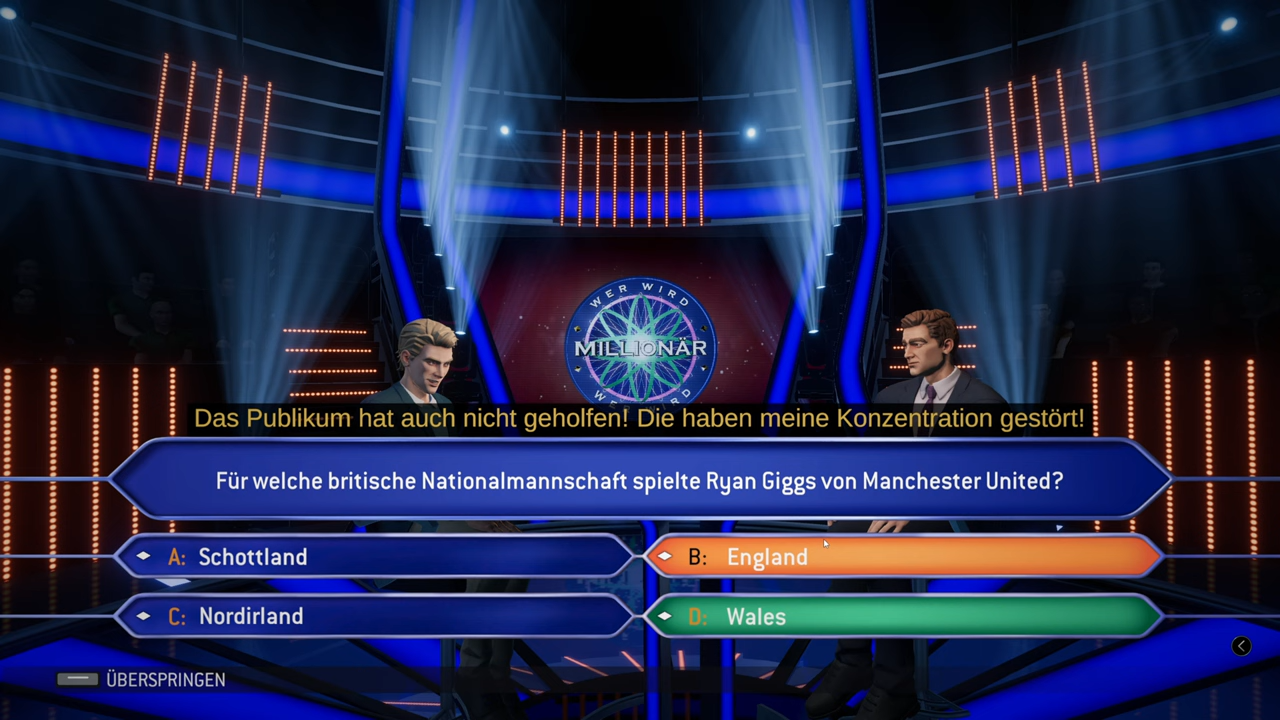 WER WIRD
MILLIONÄR
Das Publikum hat auch nicht geholfen! Die haben meine Konzentration gestört!
Für welche britische Nationalmannschaft spielte Ryan Giggs von Manchester United?
A: Schottland
B: England
C: Nordirland
D: Wales
ÜBERSPRINGEN